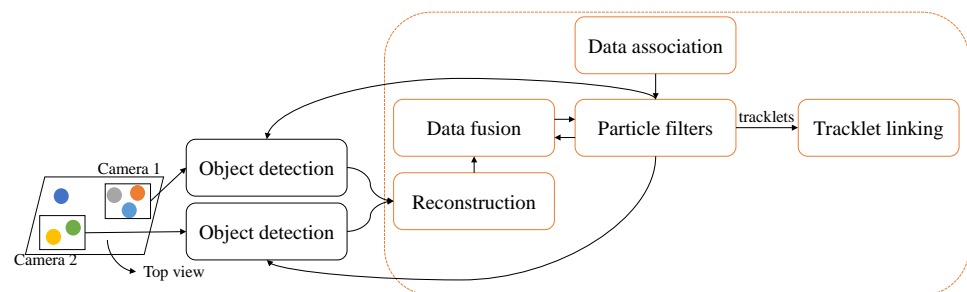 Data association
Data fusion
Particle filters
tracklets
Tracklet linking
Camera 1
Object detection
Reconstruction
Object detection
Camera 2
Top view